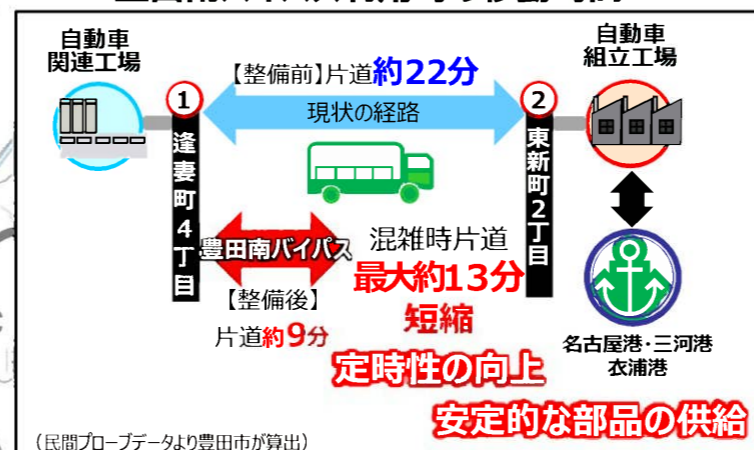 自動車
関連工場
【整備前】片道約22分
自動車
組立工場
①
現状の経路
②
逢妻町4丁目
東新町2丁目
豊田南バイパス
混雑時片道
最大約13分
短縮
【整備後】
片道約9分
名古屋港・三河港
衣浦港
定時性の向上
安定的な部品の供給
（民間プローブデータより豊田市が算出）